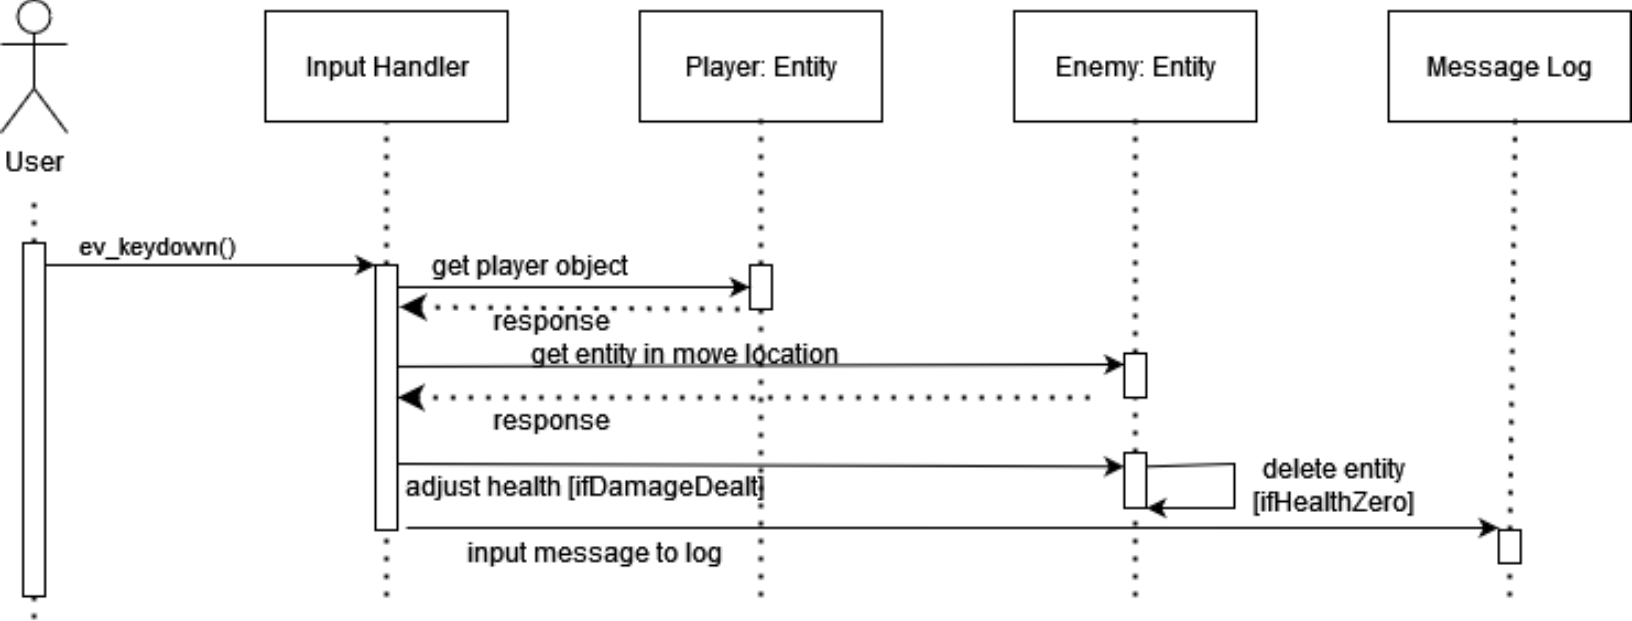 Input Handler
Player: Entity
Enemy: Entity
Message Log
User
ev_keydown()
get player object
response
get entity in move location
response
adjust health [ifDamageDealt]
delete entity
[ifHealthZero]
input message to log